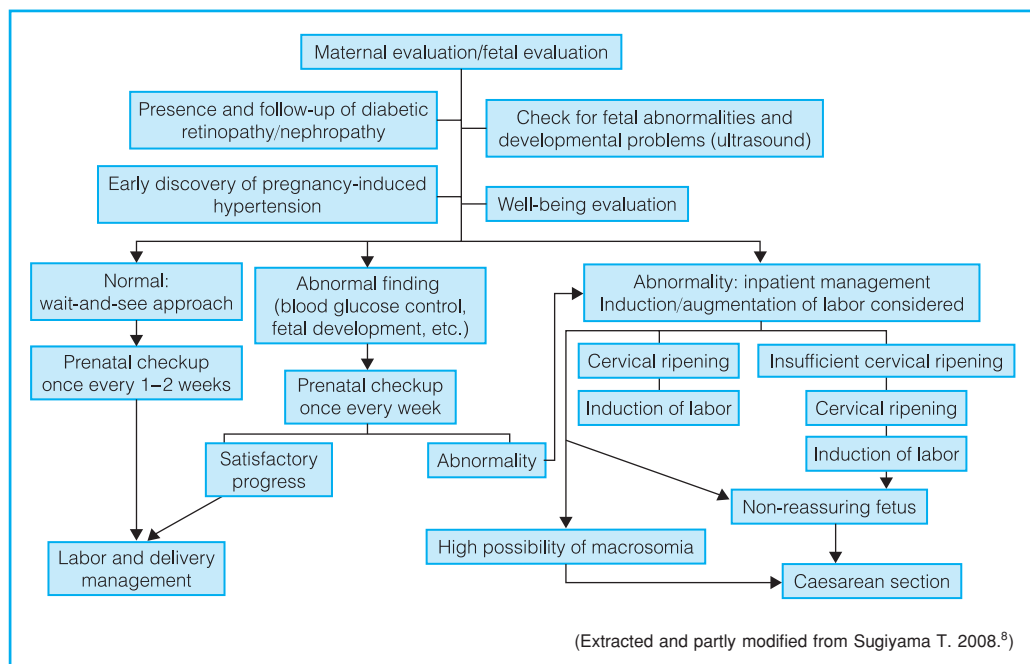 Maternal evaluation/fetal evaluation
Presence and follow-up of diabetic
retinopathy/nephropathy
Check for fetal abnormalities and
developmental problems (ultrasound)
Early discovery of pregnancy-induced
hypertension
Well-being evaluation
Normal:
wait-and-see approach
Abnormal finding
(blood glucose control,
fetal development, etc.)
Abnormality: inpatient management
Induction/augmentation of labor considered
Prenatal checkup
once every 1–2 weeks
Prenatal checkup
once every week
Cervical ripening
Insufficient cervical ripening
Induction of labor
Cervical ripening
Satisfactory
progress
Abnormality
Induction of labor
Non-reassuring fetus
Labor and delivery
management
High possibility of macrosomia
Caesarean section
(Extracted and partly modified from Sugiyama T. 2008.⁸)